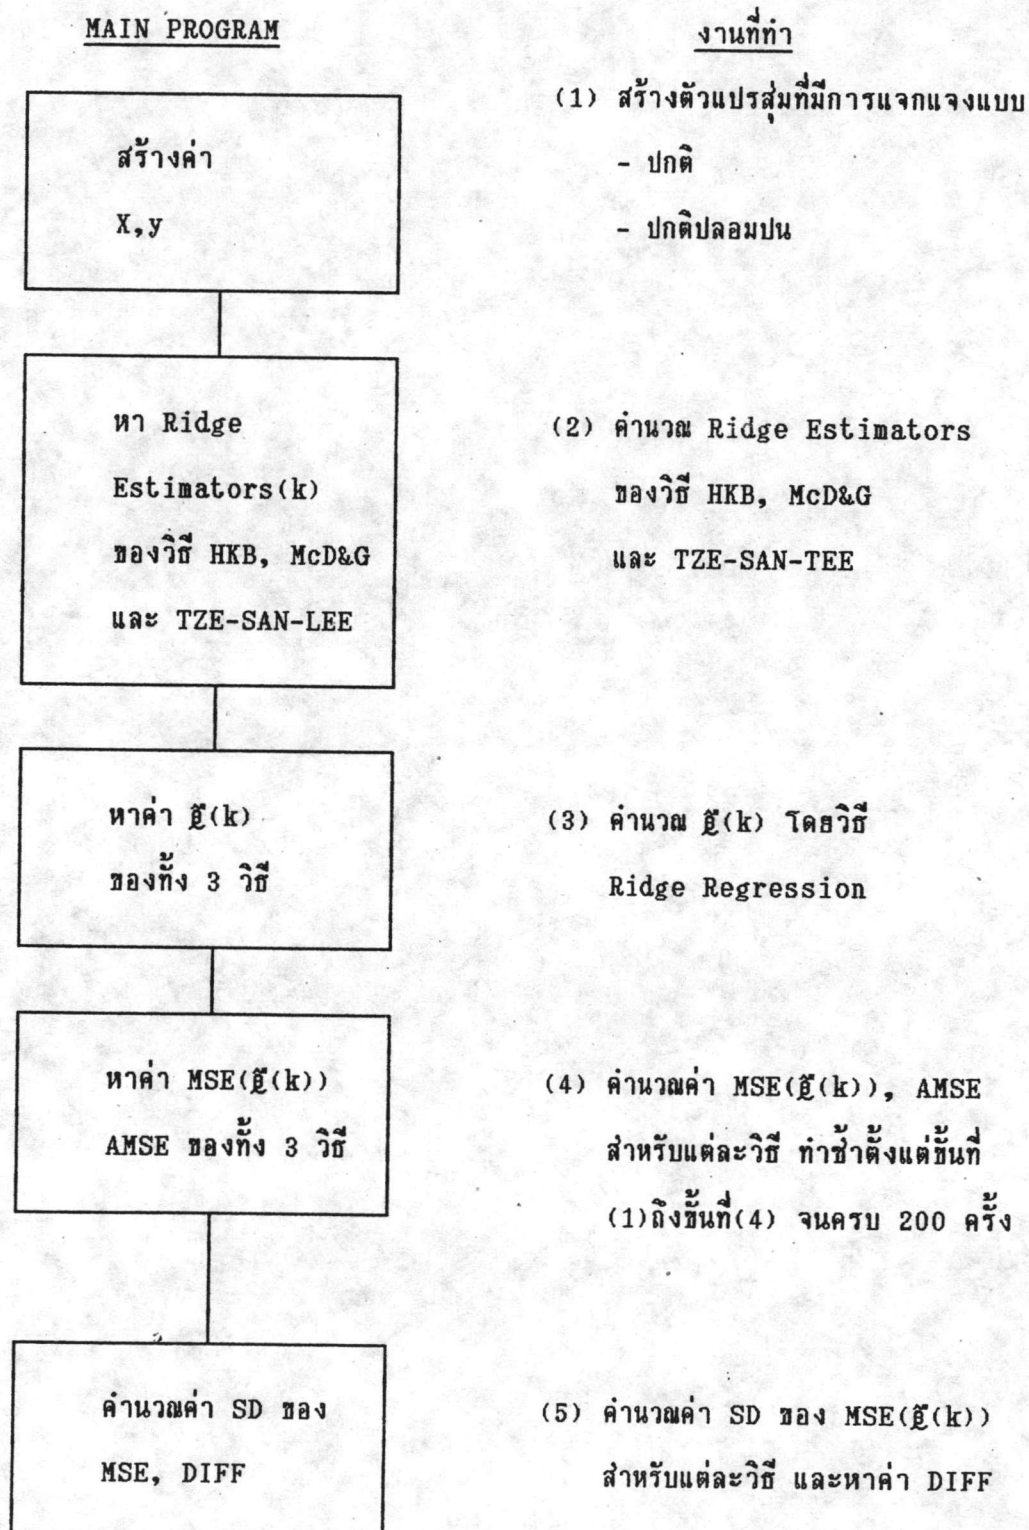 MAIN PROGRAM
งานที่ทำ
สร้างค่า
X,y
(1) สร้างตัวแปรสุ่มที่มีการแจกแจงแบบ
- ปกติ
- ปกติปลอมปน
หา Ridge
Estimators(k)
ของวิธี HKB, McD&G
และ TZE-SAN-LEE
(2) คำนวณ Ridge Estimators
ของวิธี HKB, McD&G
และ TZE-SAN-TEE
หาค่า (k)
ของทั้ง 3 วิธี
(3) คำนวณ (k) โดยวิธี
Ridge Regression
หาค่า MSE((k))
AMSE ของทั้ง 3 วิธี
(4) คำนวณค่า MSE((k)), AMSE
สำหรับแต่ละวิธี ทำซ้ำตั้งแต่ขั้นที่
(1)ถึงขั้นที่(4) จนครบ 200 ครั้ง
คำนวณค่า SD ของ
MSE, DIFF
(5) คำนวณค่า SD ของ MSE((k))
สำหรับแต่ละวิธี และหาค่า DIFF